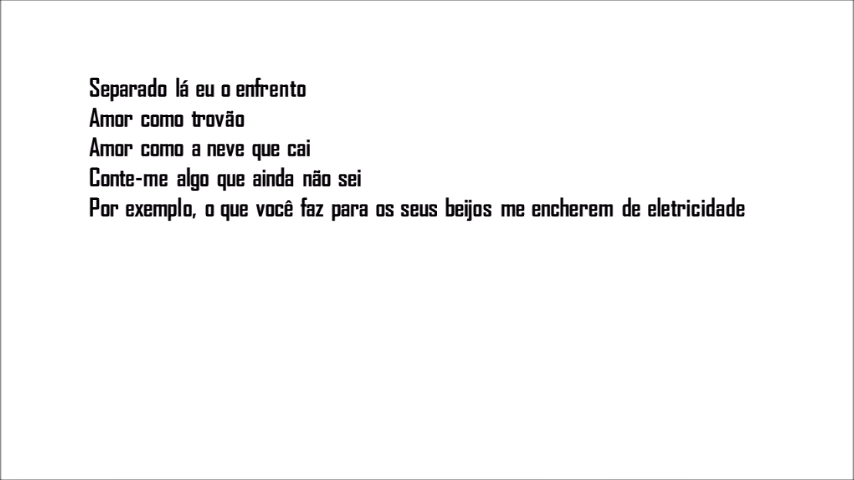 Separado lá eu o enfrento
Amor como trovão
Amor como a neve que cai
Conte-me algo que ainda não sei
Por exemplo, o que você faz para os seus beijos me encherem de eletricidade